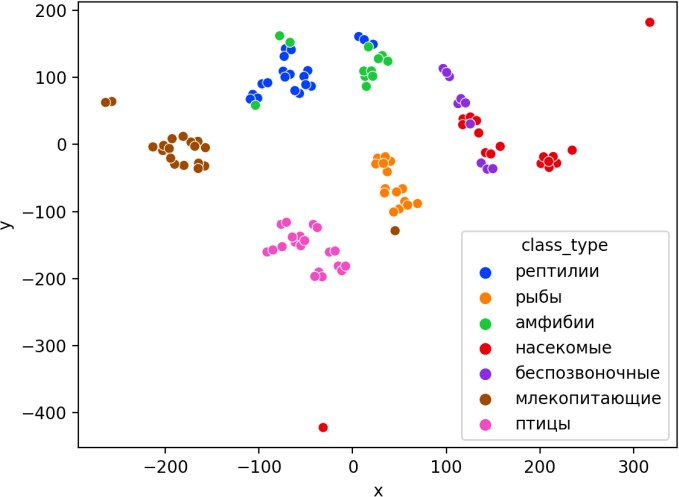 200
100
0
−100
−200
−300
−400
y
−200
−100
0
100
200
300
x
class_type
рептилии
рыбы
амфибии
насекомые
беспозвоночные
млекопитающие
птицы